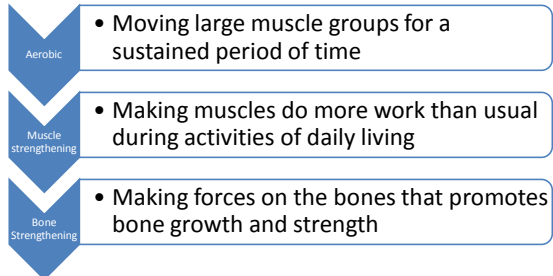 Aerobic
• Moving large muscle groups for a
sustained period of time
Muscle
strengthening
• Making muscles do more work than usual
during activities of daily living
Bone
Strengthening
• Making forces on the bones that promotes
bone growth and strength